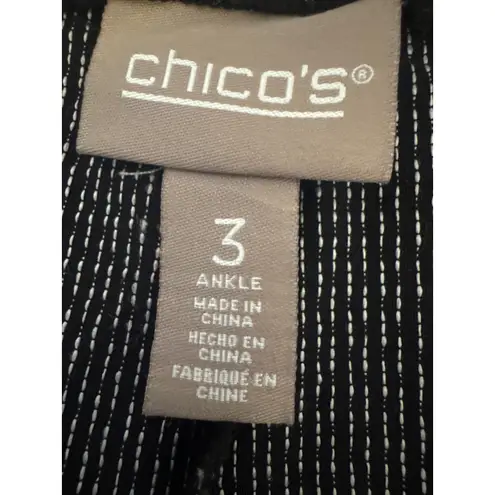 chico's®
3
ANKLE
MADE IN
CHINA
HECHO EN
CHINA
FABRIQUÉ EN
CHINE